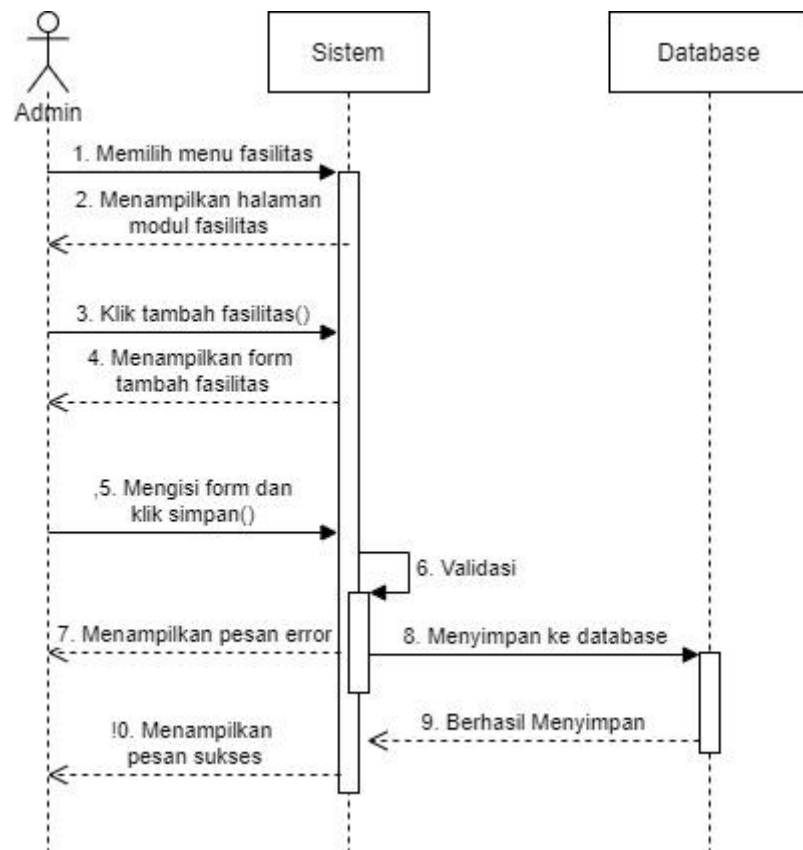 Sistem
Database
Admin
1. Memilih menu fasilitas
2. Menampilkan halaman
modul fasilitas
3. Klik tambah fasilitas()
4. Menampilkan form
tambah fasilitas
,5. Mengisi form dan
klik simpan()
6. Validasi
7. Menampilkan pesan error
8. Menyimpan ke database
9. Berhasil Menyimpan
!0. Menampilkan
pesan sukses